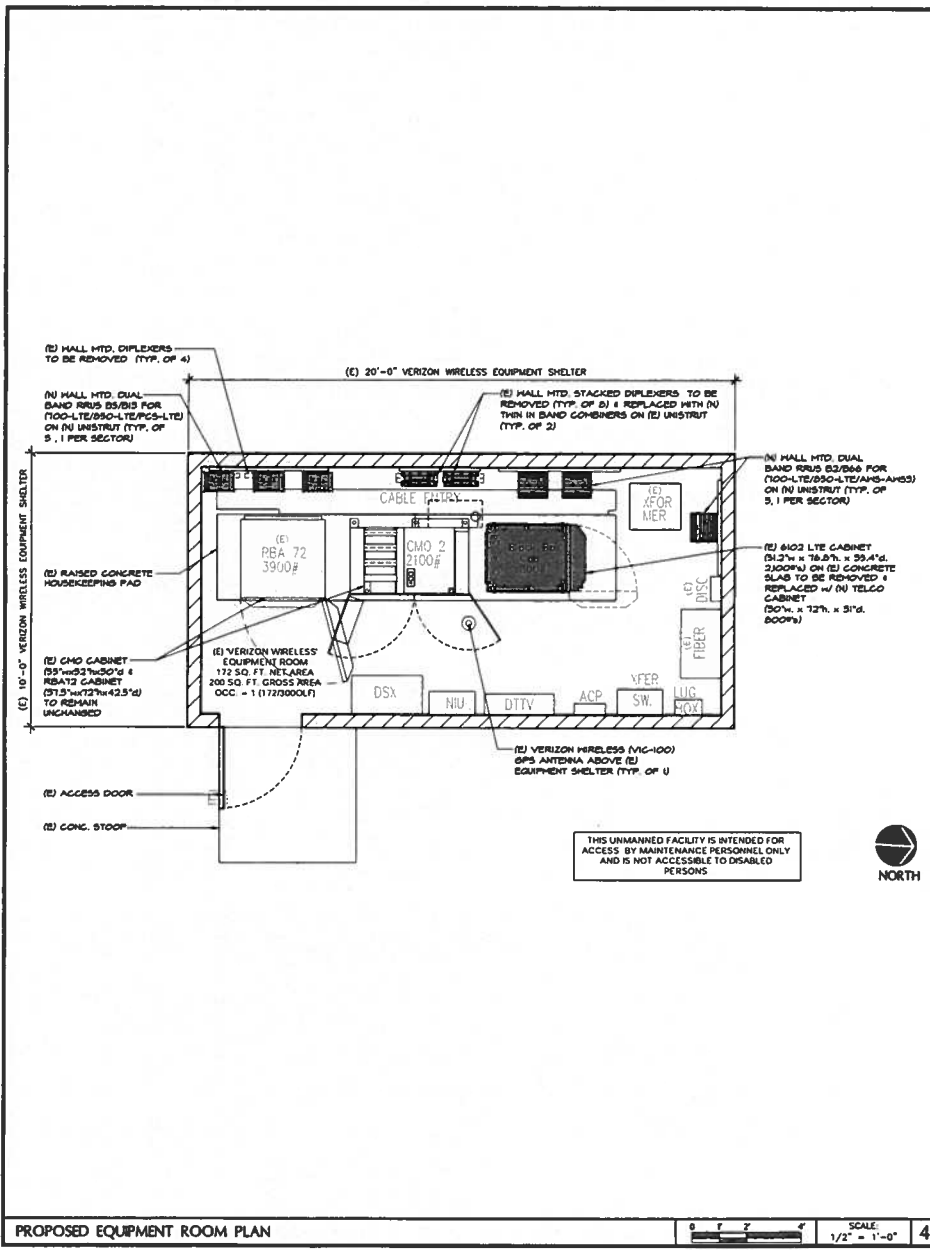 (E) WALL MTD. DIPLEXERS
TO BE REMOVED (TYP. OF 4)
(E) 20'-0" VERIZON WIRELESS EQUIPMENT SHELTER
(N) WALL MTD. DUAL
BAND RRUS B5/B13 FOR
(700-LTE/850-LTE/PCS-LTE)
ON (N) UNISTRUT (TYP. OF
3, 1 PER SECTOR)
(E) WALL MTD. STACKED DIPLEXERS TO BE
REMOVED (TYP. OF 8) & REPLACED WITH (N)
TWIN IN BAND COMBINERS ON (E) UNISTRUT
(TYP. OF 2)
(N) WALL MTD. DUAL
BAND RRUS B2/B66 FOR
(700-LTE/850-LTE/AWS-AWS3)
ON (N) UNISTRUT (TYP. OF
3, 1 PER SECTOR)
(E) 10'-0" VERIZON WIRELESS EQUIPMENT SHELTER
CABLE ENTRY
(E)
XFOR
MER
(E)
RBA 72
3900#
CMO 2
2100#
(E) RAISED CONCRETE
HOUSEKEEPING PAD
(E) 6102 LTE CABINET
ON (E) CONCRETE
SLAB TO BE REMOVED &
REPLACED w/ (N) TELCO
CABINET
(E)
DISC
(E)
FIBER
(E) CMO CABINET
RBA72 CABINET
TO REMAIN
UNCHANGED
(E) VERIZON WIRELESS
EQUIPMENT ROOM
172 SQ. FT. NET AREA
200 SQ. FT. GROSS AREA
OCC. = 1 (172/300OLF)
DSX
NIU
DTTV
ACP
XFER
SW.
LUG
BOX
(E) VERIZON WIRELESS (VIC-100)
GPS ANTENNA ABOVE (E)
EQUIPMENT SHELTER (TYP. OF 1)
(E) ACCESS DOOR
(E) CONC. STOOP
THIS UNMANNED FACILITY IS INTENDED FOR
ACCESS BY MAINTENANCE PERSONNEL ONLY
AND IS NOT ACCESSIBLE TO DISABLED
PERSONS
NORTH
PROPOSED EQUIPMENT ROOM PLAN
0 1' 2' 4'
SCALE:
1/2" = 1'-0"
4